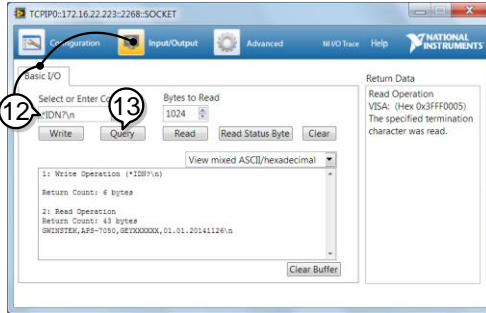 TCPIP0::172.16.22.223::2268::SOCKET
X
Configuration Input/Output Advanced NI I/O Trace Help NATIONAL
INSTRUMENTS
Basic I/O
Return Data
Select or Enter Co Bytes to Read
12 *IDN?\n 13 1024
Write Query Read Read Status Byte Clear
View mixed ASCII/hexadecimal
1: Write Operation (*IDN?\n)
Return Count: 6 bytes
2: Read Operation
Return Count: 43 bytes
GWINSTEK,APS-7050,GEYXXXXXX,01.01.20141126\n
Clear Buffer
Read Operation
VISA: (Hex 0x3FFF0005)
The specified termination
character was read.